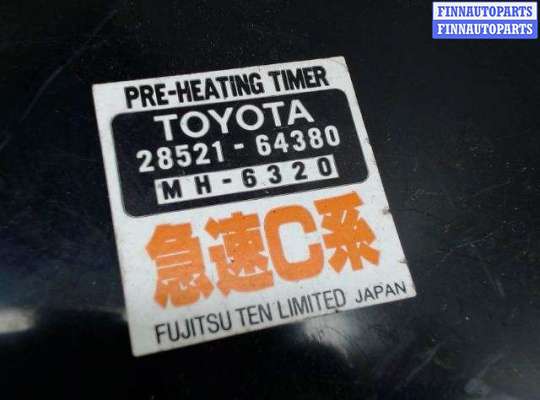 FINNAUTOPARTS
FINNAUTOPARTS
PRE-HEATING TIMER
TOYOTA
28521-64380
MH-6320
急速C系
FUJITSU TEN LIMITED JAPAN